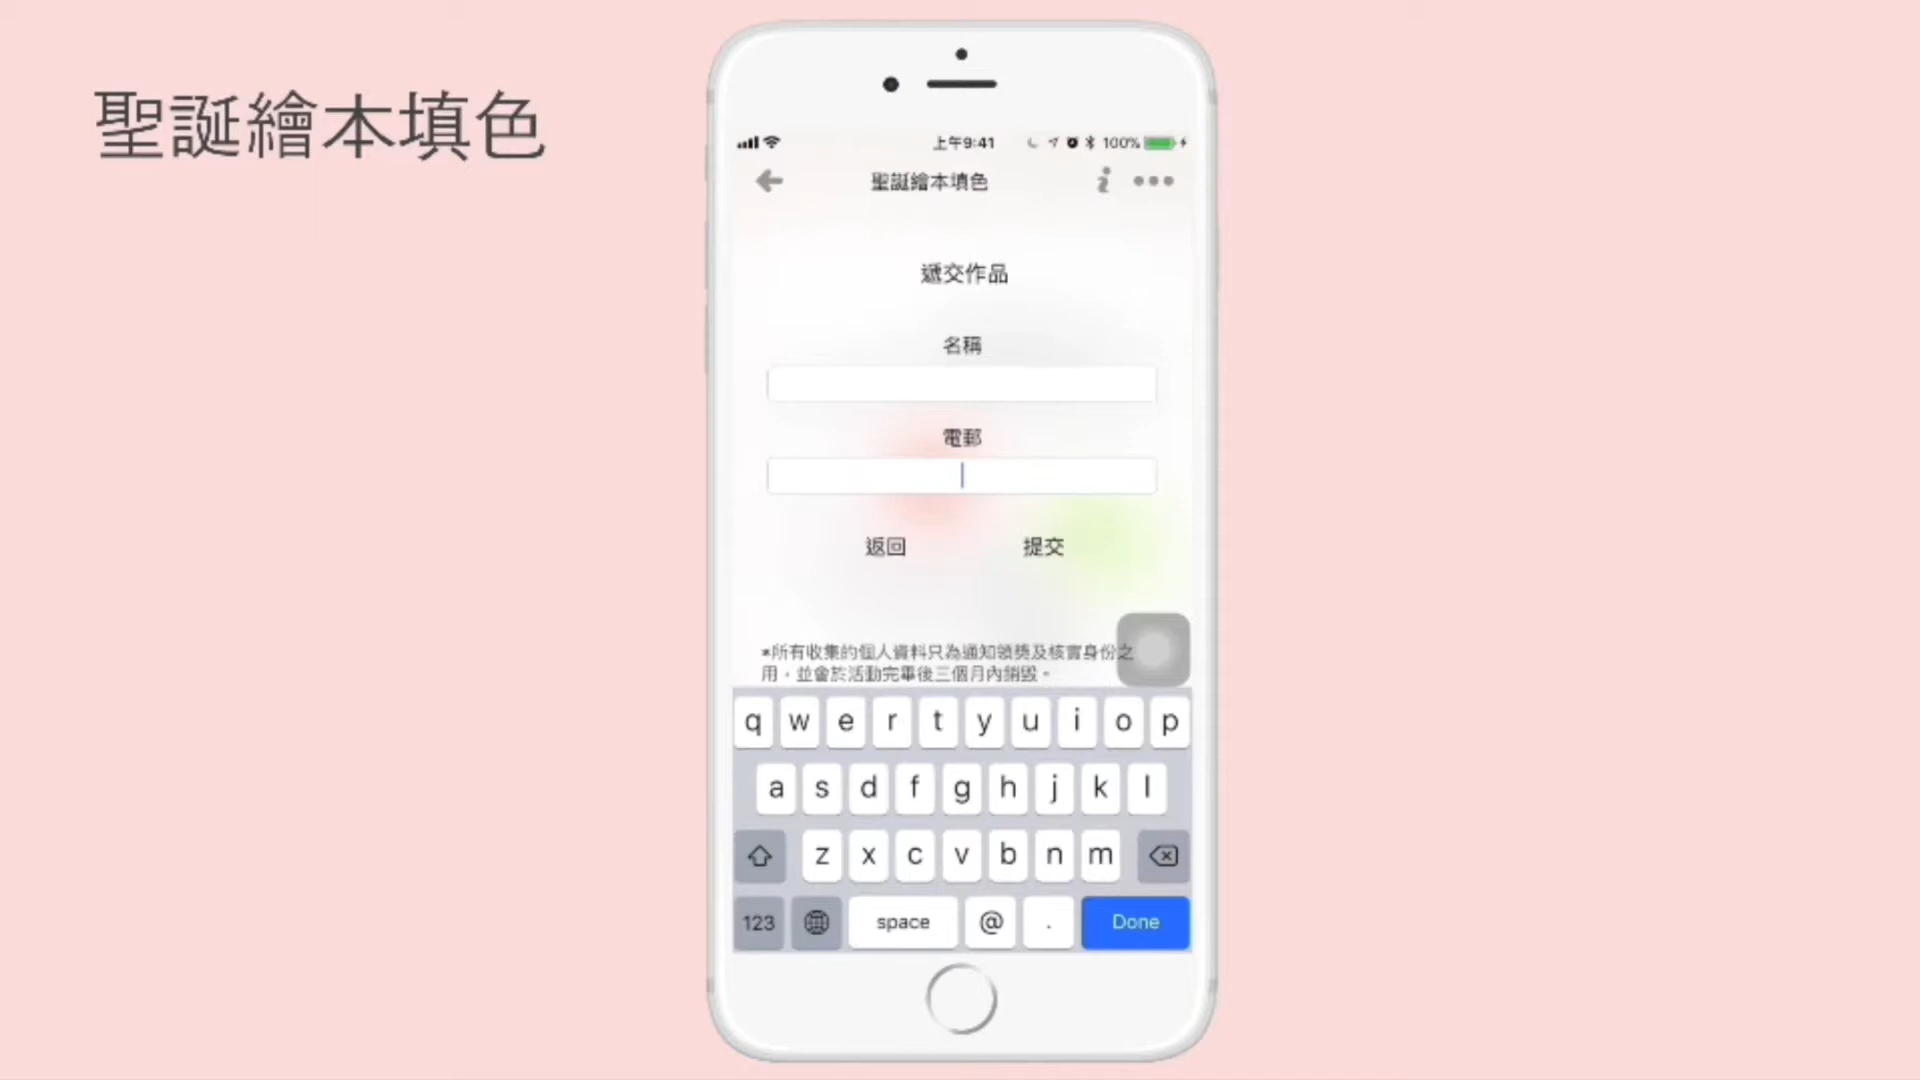 聖誕繪本填色
上午9:41
100%
聖誕繪本填色
遞交作品
名稱
電郵
返回
提交
*所有收集的個人資料只為通知領獎及核實身份之
用，並會於活動完畢後三個月內銷毀。
q w e r t y u i o p
a s d f g h j k l
z x c v b n m
123 space @ . Done